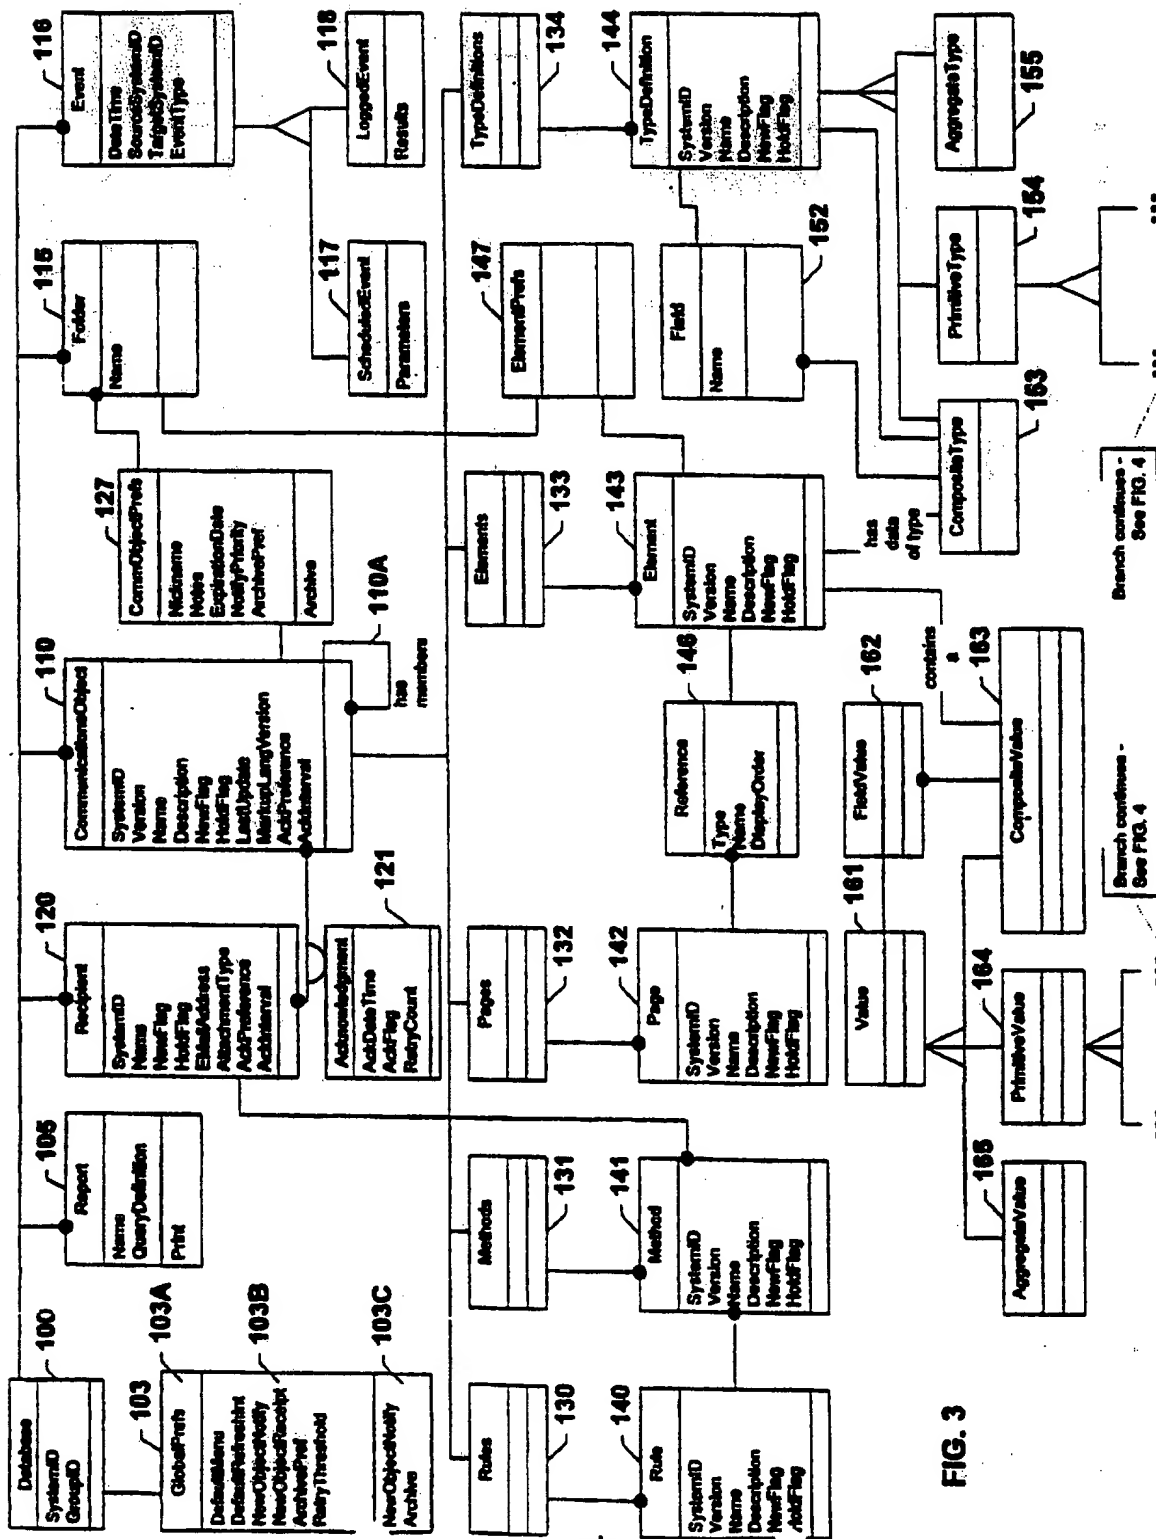 Database
SystemID
GroupID
100
GlobalPrefs
DefaultMenu
DefaultRefreshInt
NewObjectNotify
NewObjectReceipt
ArchivePref
RetryThreshold
NewObjectNotify
Archive
103
103A
103B
103C
Report
Name
QueryDefinition
Print
105
Recipient
SystemID
Name
NewFlag
HoldFlag
EMailAddress
AttachmentType
AckPreference
AckInterval
120
Acknowledgment
AckDateTime
AckFlag
RetryCount
121
CommunicationsObject
SystemID
Version
Name
Description
NewFlag
HoldFlag
LastUpdate
MarkupLangVersion
AckPreference
AckInterval
110
has
members
110A
CommObjectPrefs
Nickname
Notes
ExpirationDate
NotifyPriority
ArchivePref
Archive
127
Folder
Name
115
Event
DateTime
SourceSystemID
TargetSystemID
EventType
116
ScheduledEvent
Parameters
117
LoggedEvent
Results
118
Rules
130
Methods
131
Pages
132
Elements
133
ElementPrefs
147
TypeDefinitions
134
Rule
SystemID
Version
Name
Description
NewFlag
HoldFlag
140
Method
SystemID
Version
Name
Description
NewFlag
HoldFlag
141
Page
SystemID
Version
Name
Description
NewFlag
HoldFlag
142
Reference
Type
Name
DisplayOrder
146
Element
SystemID
Version
Name
Description
NewFlag
HoldFlag
143
Field
Name
152
TypeDefinition
SystemID
Version
Name
Description
NewFlag
HoldFlag
144
has
data
of type
contains
a
Value
161
FieldValue
162
AggregateValue
165
PrimitiveValue
164
CompositeValue
163
CompositeType
153
PrimitiveType
154
AggregateType
155
Branch continues -
See FIG. 4
Branch continues -
See FIG. 4
FIG. 3